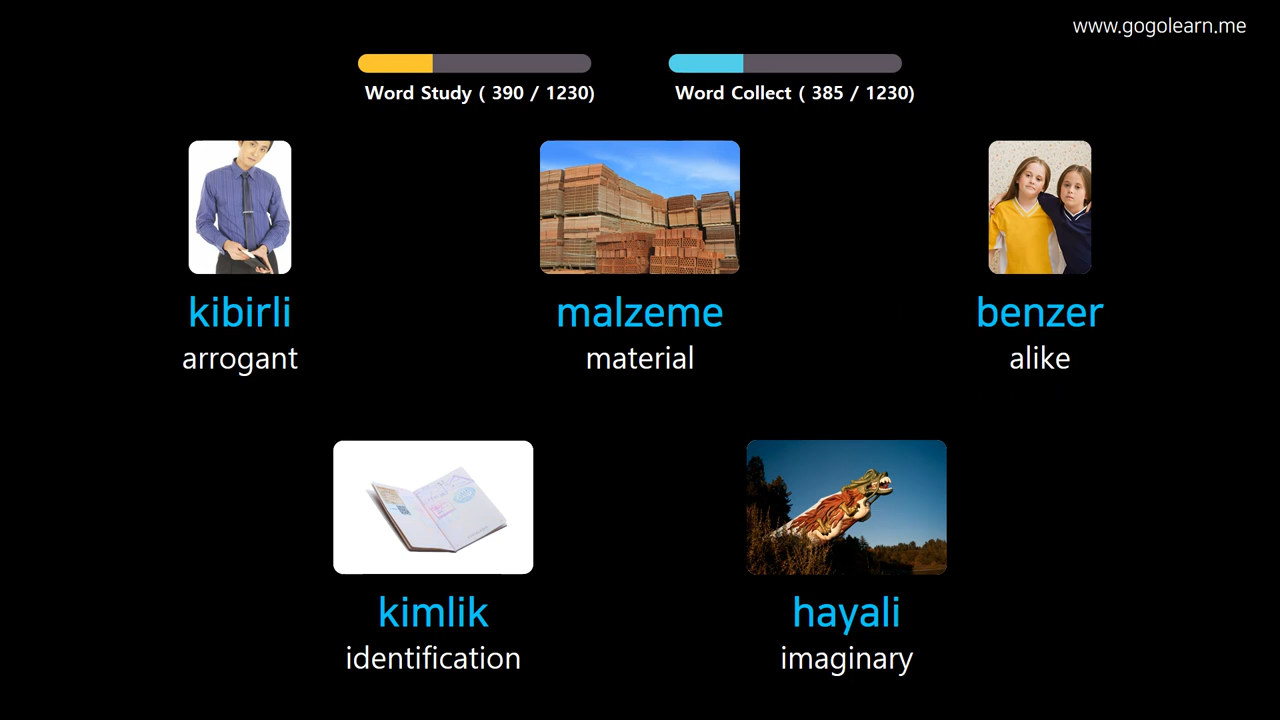 www.gogolearn.me
Word Study ( 390 / 1230)
Word Collect ( 385 / 1230)
kibirli
arrogant
malzeme
material
benzer
alike
kimlik
identification
hayali
imaginary